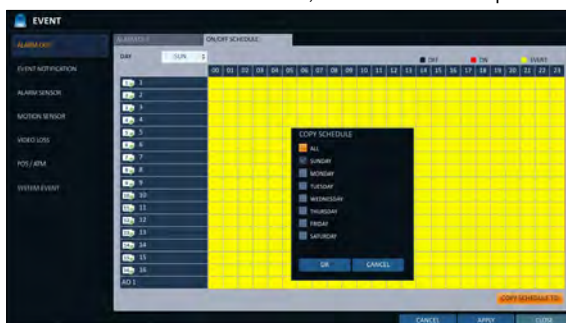 EVENT
ALARM OUT
EVENT NOTIFICATION
ALARM SENSOR
MOTION SENSOR
VIDEO LOSS
POS / ATM
SYSTEM EVENT
ALARM OUT
ON/OFF SCHEDULE
DAY SUN
OFF ON EVENT
00 01 02 03 04 05 06 07 08 09 10 11 12 13 14 15 16 17 18 19 20 21 22 23
1
2
3
4
5
6
7
8
9
10
11
12
13
14
15
16
AO 1
COPY SCHEDULE
ALL
SUNDAY
MONDAY
TUESDAY
WEDNESDAY
THURSDAY
FRIDAY
SATURDAY
OK CANCEL
COPY SCHEDULE TO
CANCEL APPLY CLOSE